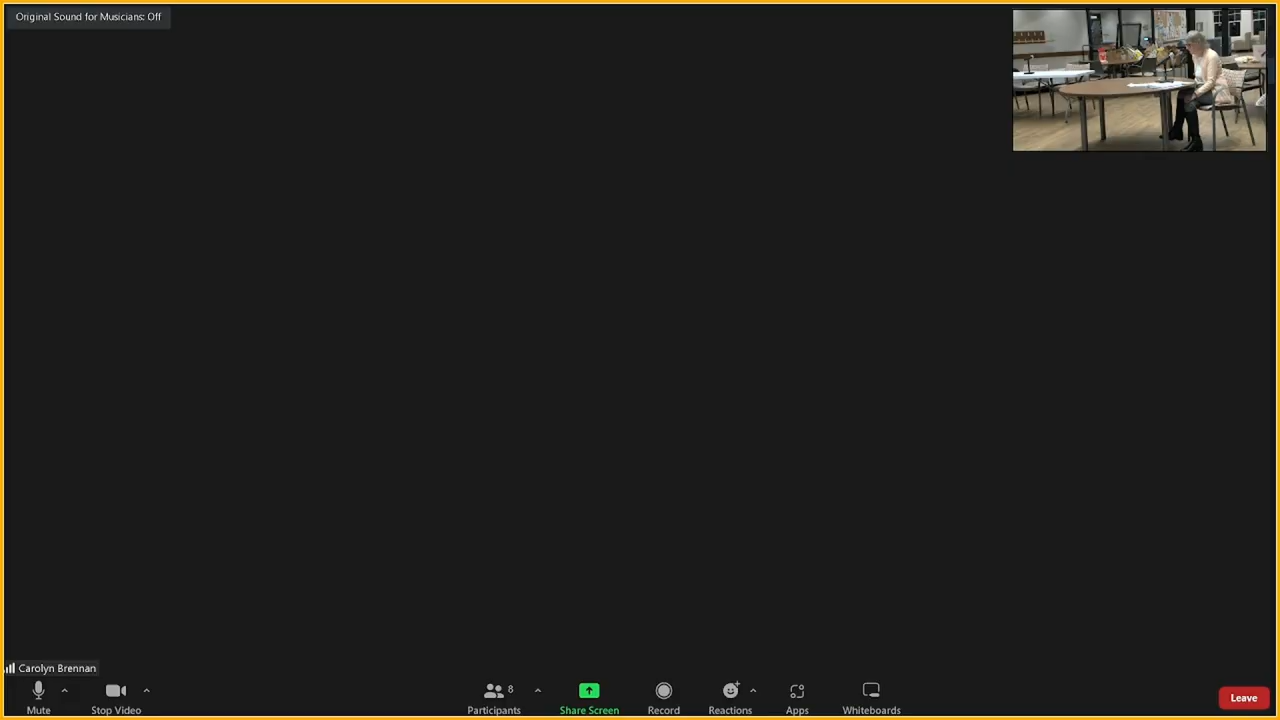 Original Sound for Musicians: Off
Carolyn Brennan
Mute
Stop Video
Participants
8
Share Screen
Record
Reactions
Apps
Whiteboards
Leave